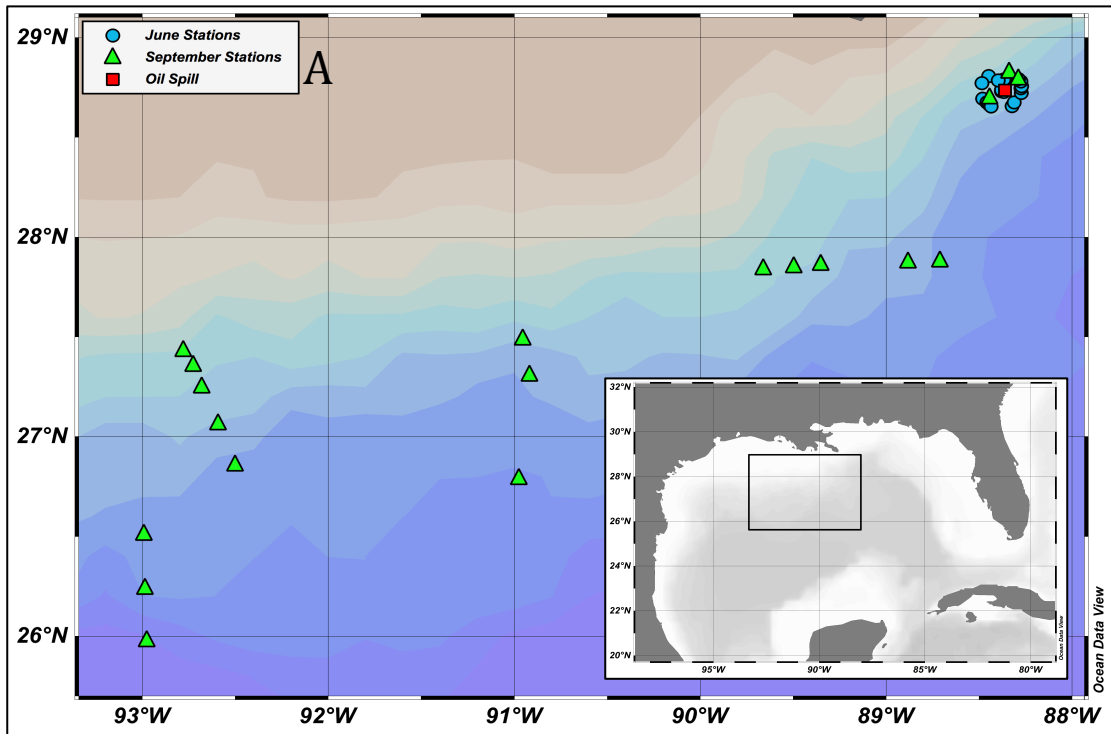 June Stations
September Stations
Oil Spill
A
29°N
28°N
27°N
26°N
93°W
92°W
91°W
90°W
89°W
88°W
Ocean Data View
32°N
30°N
28°N
26°N
24°N
22°N
20°N
95°W
90°W
85°W
80°W
Ocean Data View